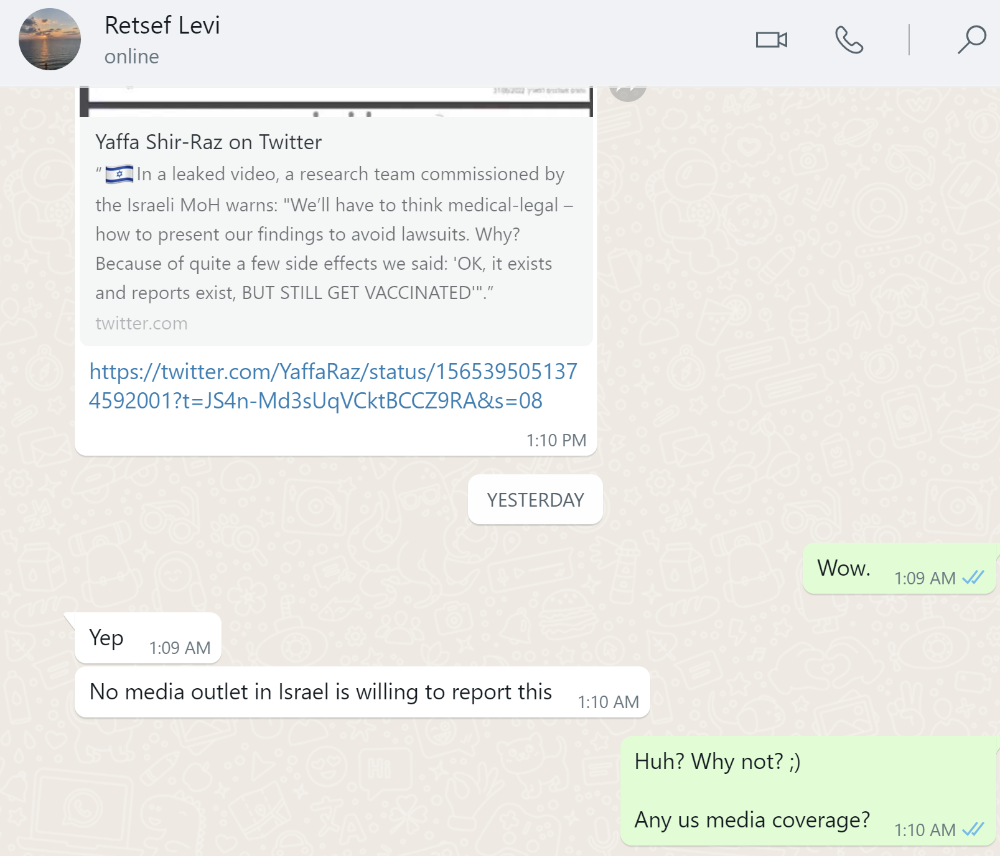 Retsef Levi
online
31/05/2022
Yaffa Shir-Raz on Twitter
“🇮🇱In a leaked video, a research team commissioned by
the Israeli MoH warns: "We’ll have to think medical-legal –
how to present our findings to avoid lawsuits. Why?
Because of quite a few side effects we said: 'OK, it exists
and reports exist, BUT STILL GET VACCINATED'".”
twitter.com
https://twitter.com/YaffaRaz/status/156539505137
4592001?t=JS4n-Md3sUqVCktBCCZ9RA&s=08
1:10 PM
YESTERDAY
Wow. 1:09 AM
Yep 1:09 AM
No media outlet in Israel is willing to report this 1:10 AM
Huh? Why not? ;)
Any us media coverage? 1:10 AM